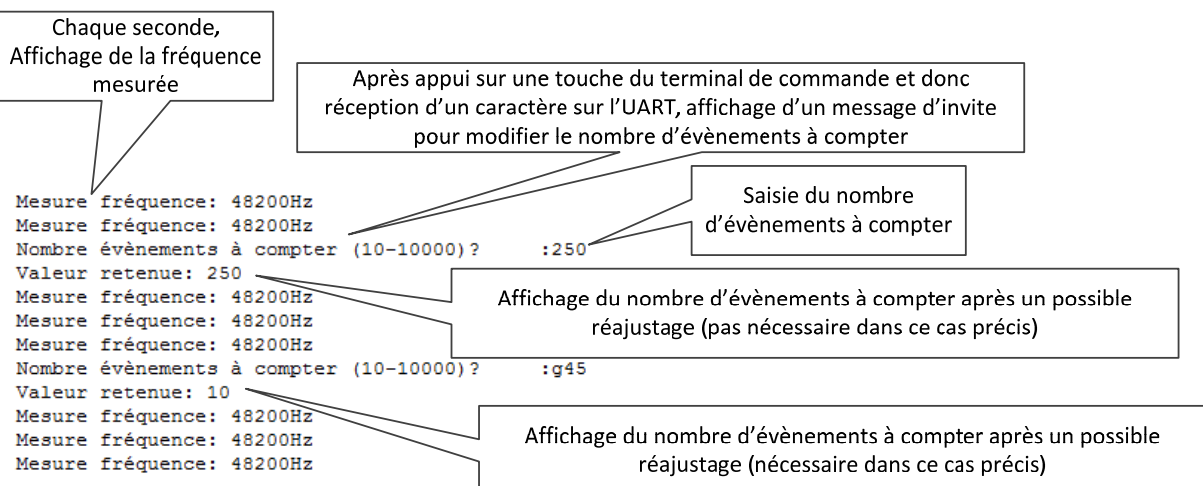 Chaque seconde,
Affichage de la fréquence
mesurée
Après appui sur une touche du terminal de commande et donc
réception d'un caractère sur l'UART, affichage d'un message d'invite
pour modifier le nombre d'évènements à compter
Saisie du nombre
d'évènements à compter
Mesure fréquence: 48200Hz
Mesure fréquence: 48200Hz
Nombre évènements à compter (10-10000)? :250
Valeur retenue: 250
Mesure fréquence: 48200Hz
Mesure fréquence: 48200Hz
Mesure fréquence: 48200Hz
Nombre évènements à compter (10-10000)? :g45
Valeur retenue: 10
Mesure fréquence: 48200Hz
Mesure fréquence: 48200Hz
Mesure fréquence: 48200Hz
Affichage du nombre d'évènements à compter après un possible
réajustage (pas nécessaire dans ce cas précis)
Affichage du nombre d'évènements à compter après un possible
réajustage (nécessaire dans ce cas précis)